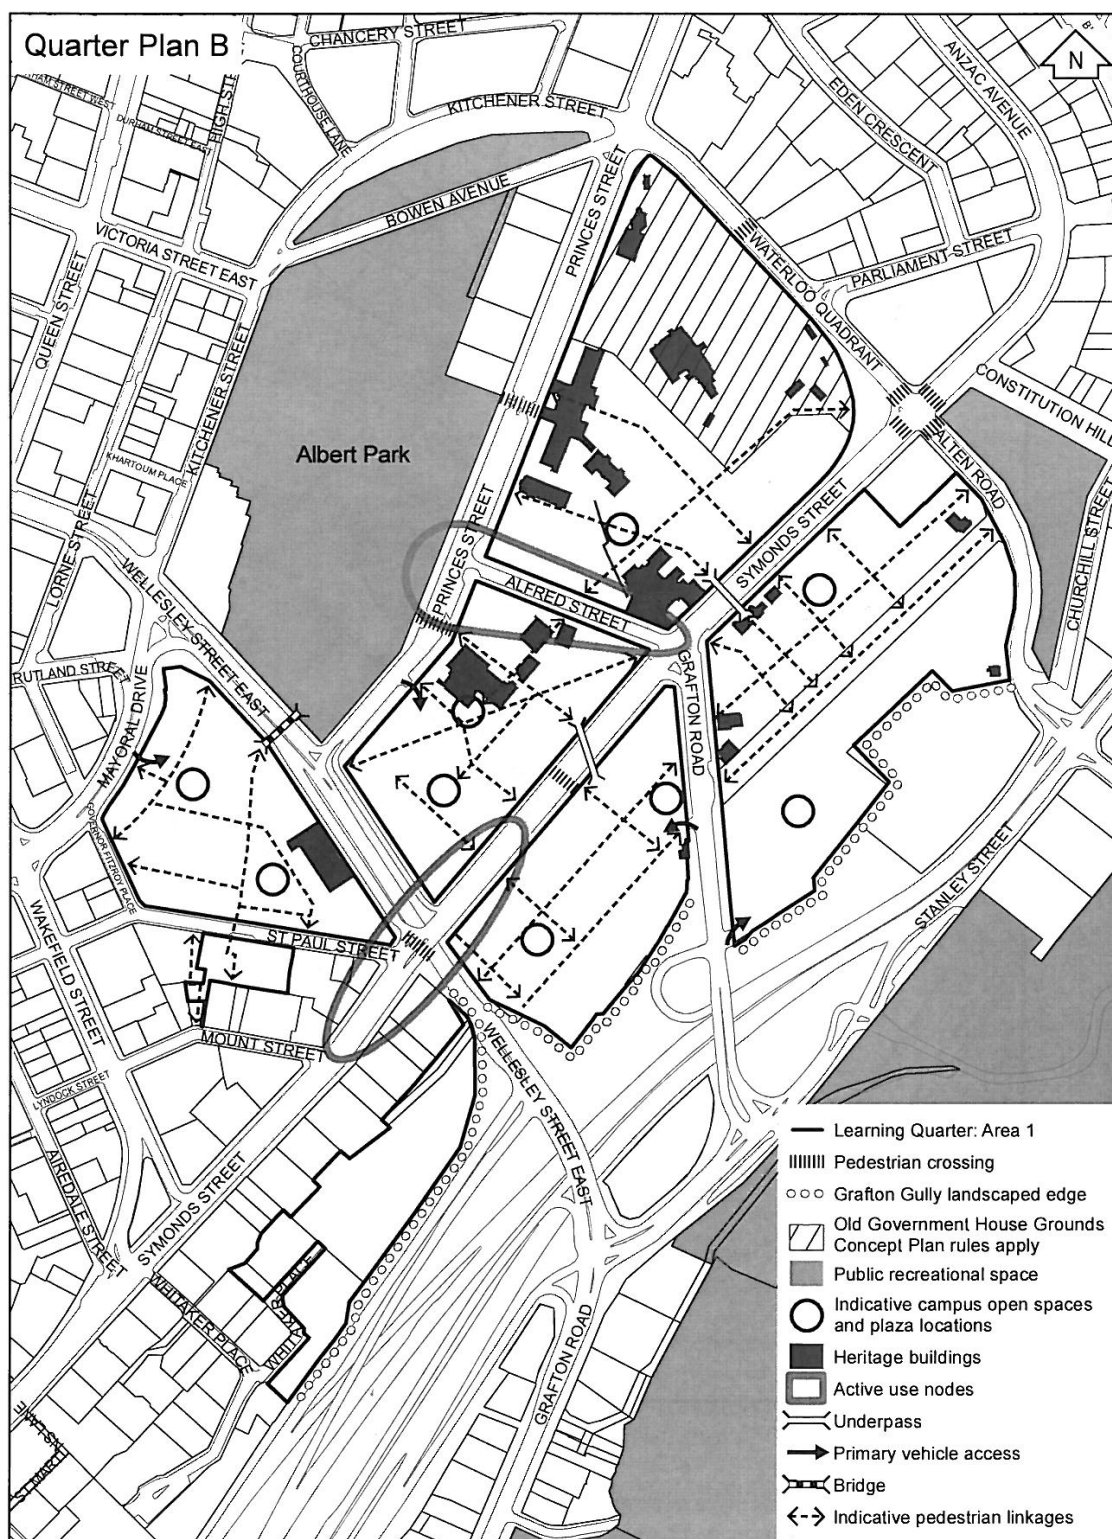 Quarter Plan B
CHANCERY STREET
COURTHOUSE LANE
HIGH ST
DURHAM STREET EAST
KITCHENER STREET
ANZAC AVENUE
EDEN CRESCENT
N
BOWEN AVENUE
PRINCES STREET
VICTORIA STREET EAST
WATERLOO QUADRANT
PARLIAMENT STREET
QUEEN STREET
KITCHENER STREET
CONSTITUTION HILL
Albert Park
KHARTOUM PLACE
ALTEN ROAD
LORNE STREET
PRINCES STREET
SYMONDS STREET
CHURCHILL STREET
WELLESLEY STREET EAST
ALFRED STREET
RUTLAND STREET
MAYORAL DRIVE
GRAFTON ROAD
GOVERNOR FITZROY PLACE
STANLEY STREET
WAKEFIELD STREET
ST PAUL STREET
MOUNT STREET
WELLESLEY STREET EAST
LYNDOCK STREET
AIREDALE STREET
SYMONDS STREET
WHITAKER PLACE
WHITAKER PLACE
GRAFTON ROAD
Learning Quarter: Area 1
Pedestrian crossing
Grafton Gully landscaped edge
Old Government House Grounds
Concept Plan rules apply
Public recreational space
Indicative campus open spaces
and plaza locations
Heritage buildings
Active use nodes
Underpass
Primary vehicle access
Bridge
Indicative pedestrian linkages